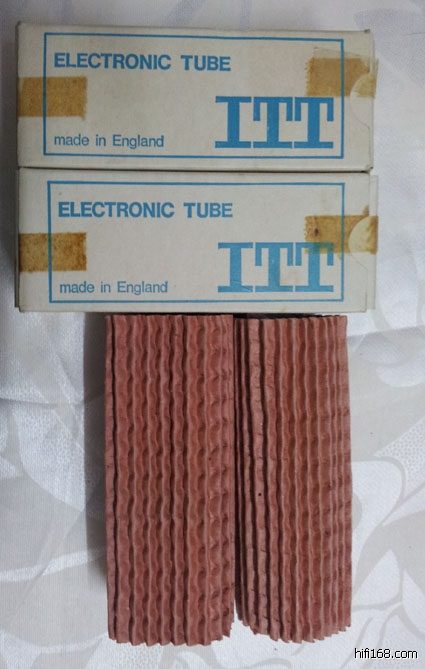 ELECTRONIC TUBE
made in England
ITT
ELECTRONIC TUBE
made in England
ITT
hifi168.com